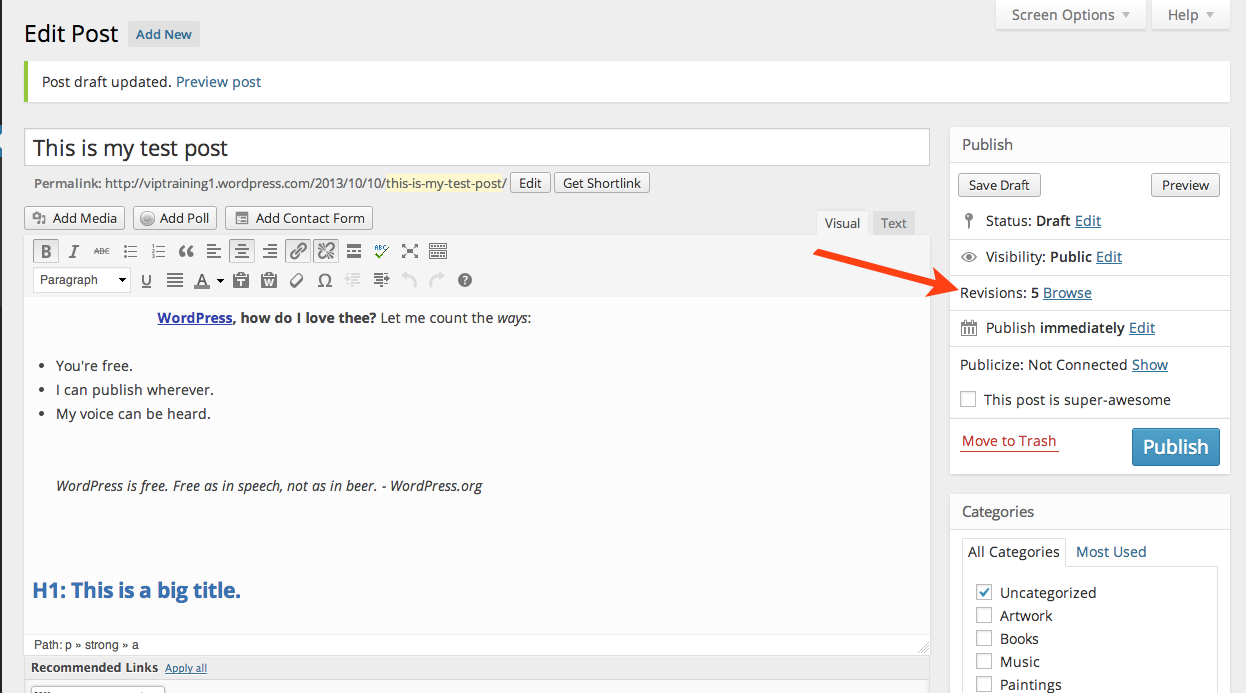 Screen Options Help
Edit Post Add New
Post draft updated. Preview post
This is my test post
Permalink: http://viptraining1.wordpress.com/2013/10/10/this-is-my-test-post/ Edit Get Shortlink
Add Media Add Poll Add Contact Form
Visual Text
B I ABC ABC
Paragraph U A T W Ω ?
WordPress, how do I love thee? Let me count the ways:
You're free.
I can publish wherever.
My voice can be heard.
WordPress is free. Free as in speech, not as in beer. - WordPress.org
H1: This is a big title.
Path: p » strong » a
Recommended Links Apply all
Publish
Save Draft Preview
Status: Draft Edit
Visibility: Public Edit
Revisions: 5 Browse
Publish immediately Edit
Publicize: Not Connected Show
This post is super-awesome
Move to Trash Publish
Categories
All Categories Most Used
Uncategorized
Artwork
Books
Music
Paintings